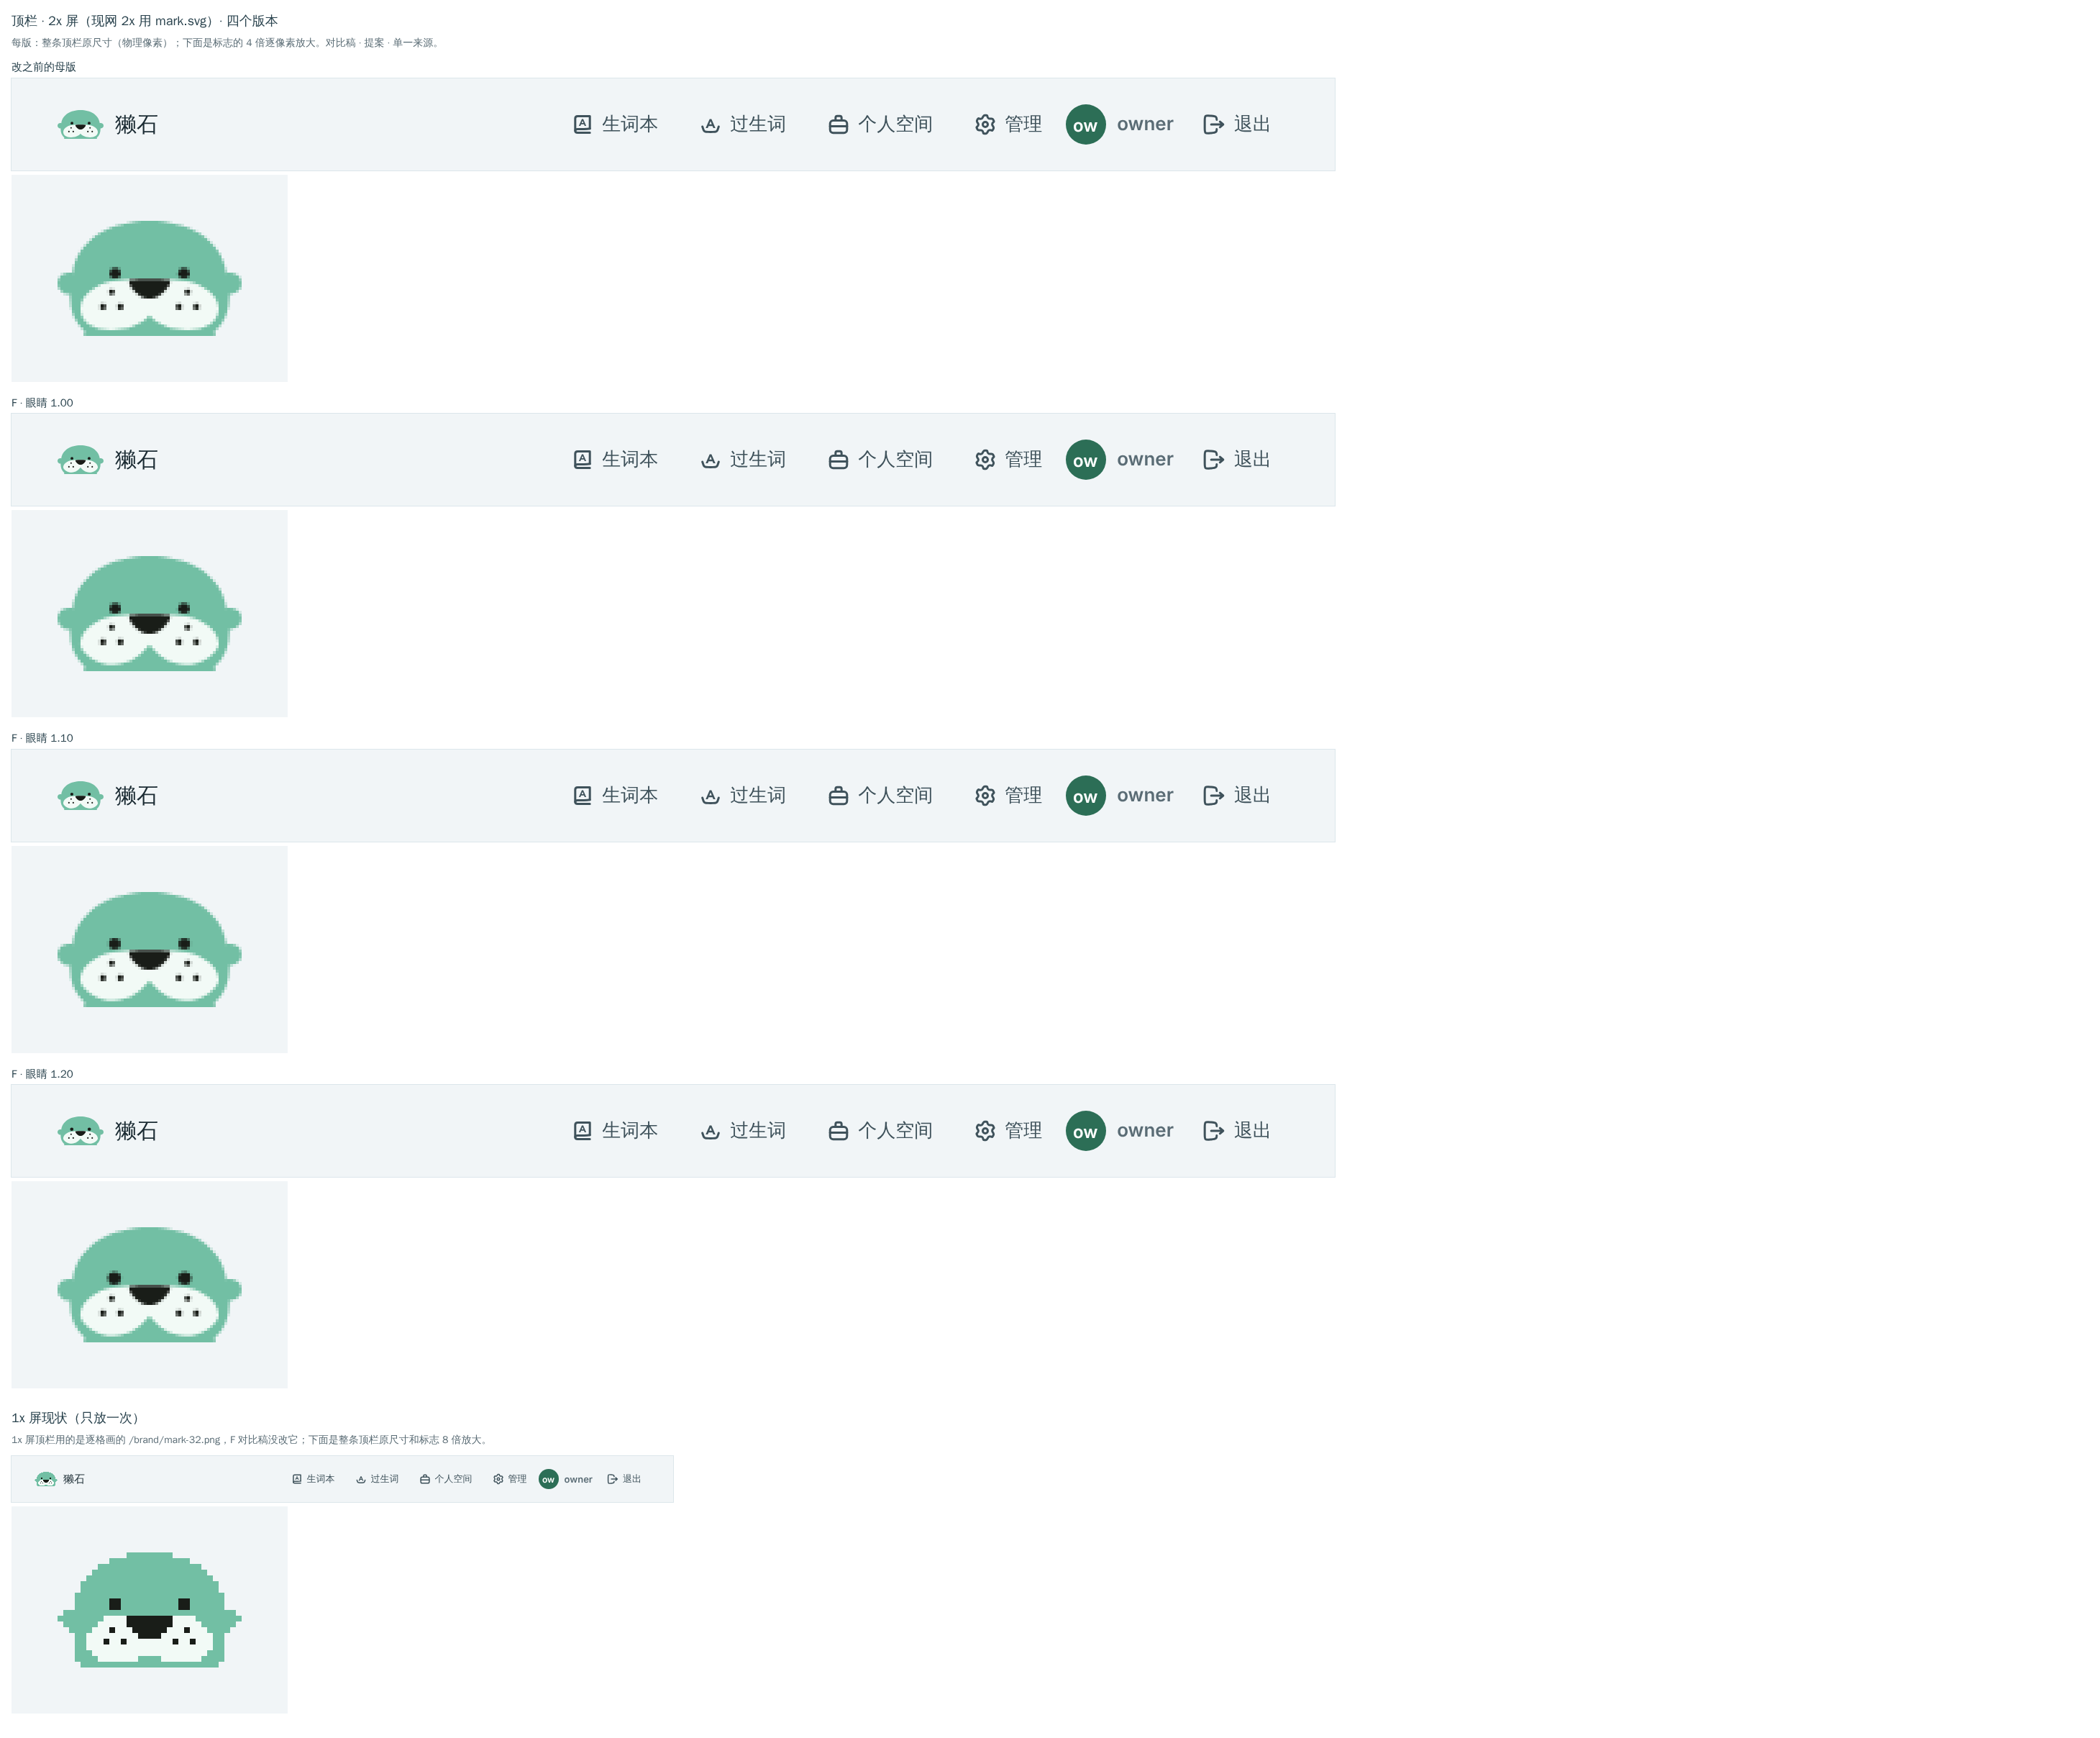 顶栏 · 2x 屏（现网 2x 用 mark.svg）· 四个版本
每版：整条顶栏原尺寸（物理像素）；下面是标志的 4 倍逐像素放大。对比稿 · 提案 · 单一来源。
改之前的母版
獭石 生词本 过生词 个人空间 管理 ow owner 退出
F · 眼睛 1.00
獭石 生词本 过生词 个人空间 管理 ow owner 退出
F · 眼睛 1.10
獭石 生词本 过生词 个人空间 管理 ow owner 退出
F · 眼睛 1.20
獭石 生词本 过生词 个人空间 管理 ow owner 退出
1x 屏现状（只放一次）
1x 屏顶栏用的是逐格画的 /brand/mark-32.png，F 对比稿没改它；下面是整条顶栏原尺寸和标志 8 倍放大。
獭石 生词本 过生词 个人空间 管理 ow owner 退出